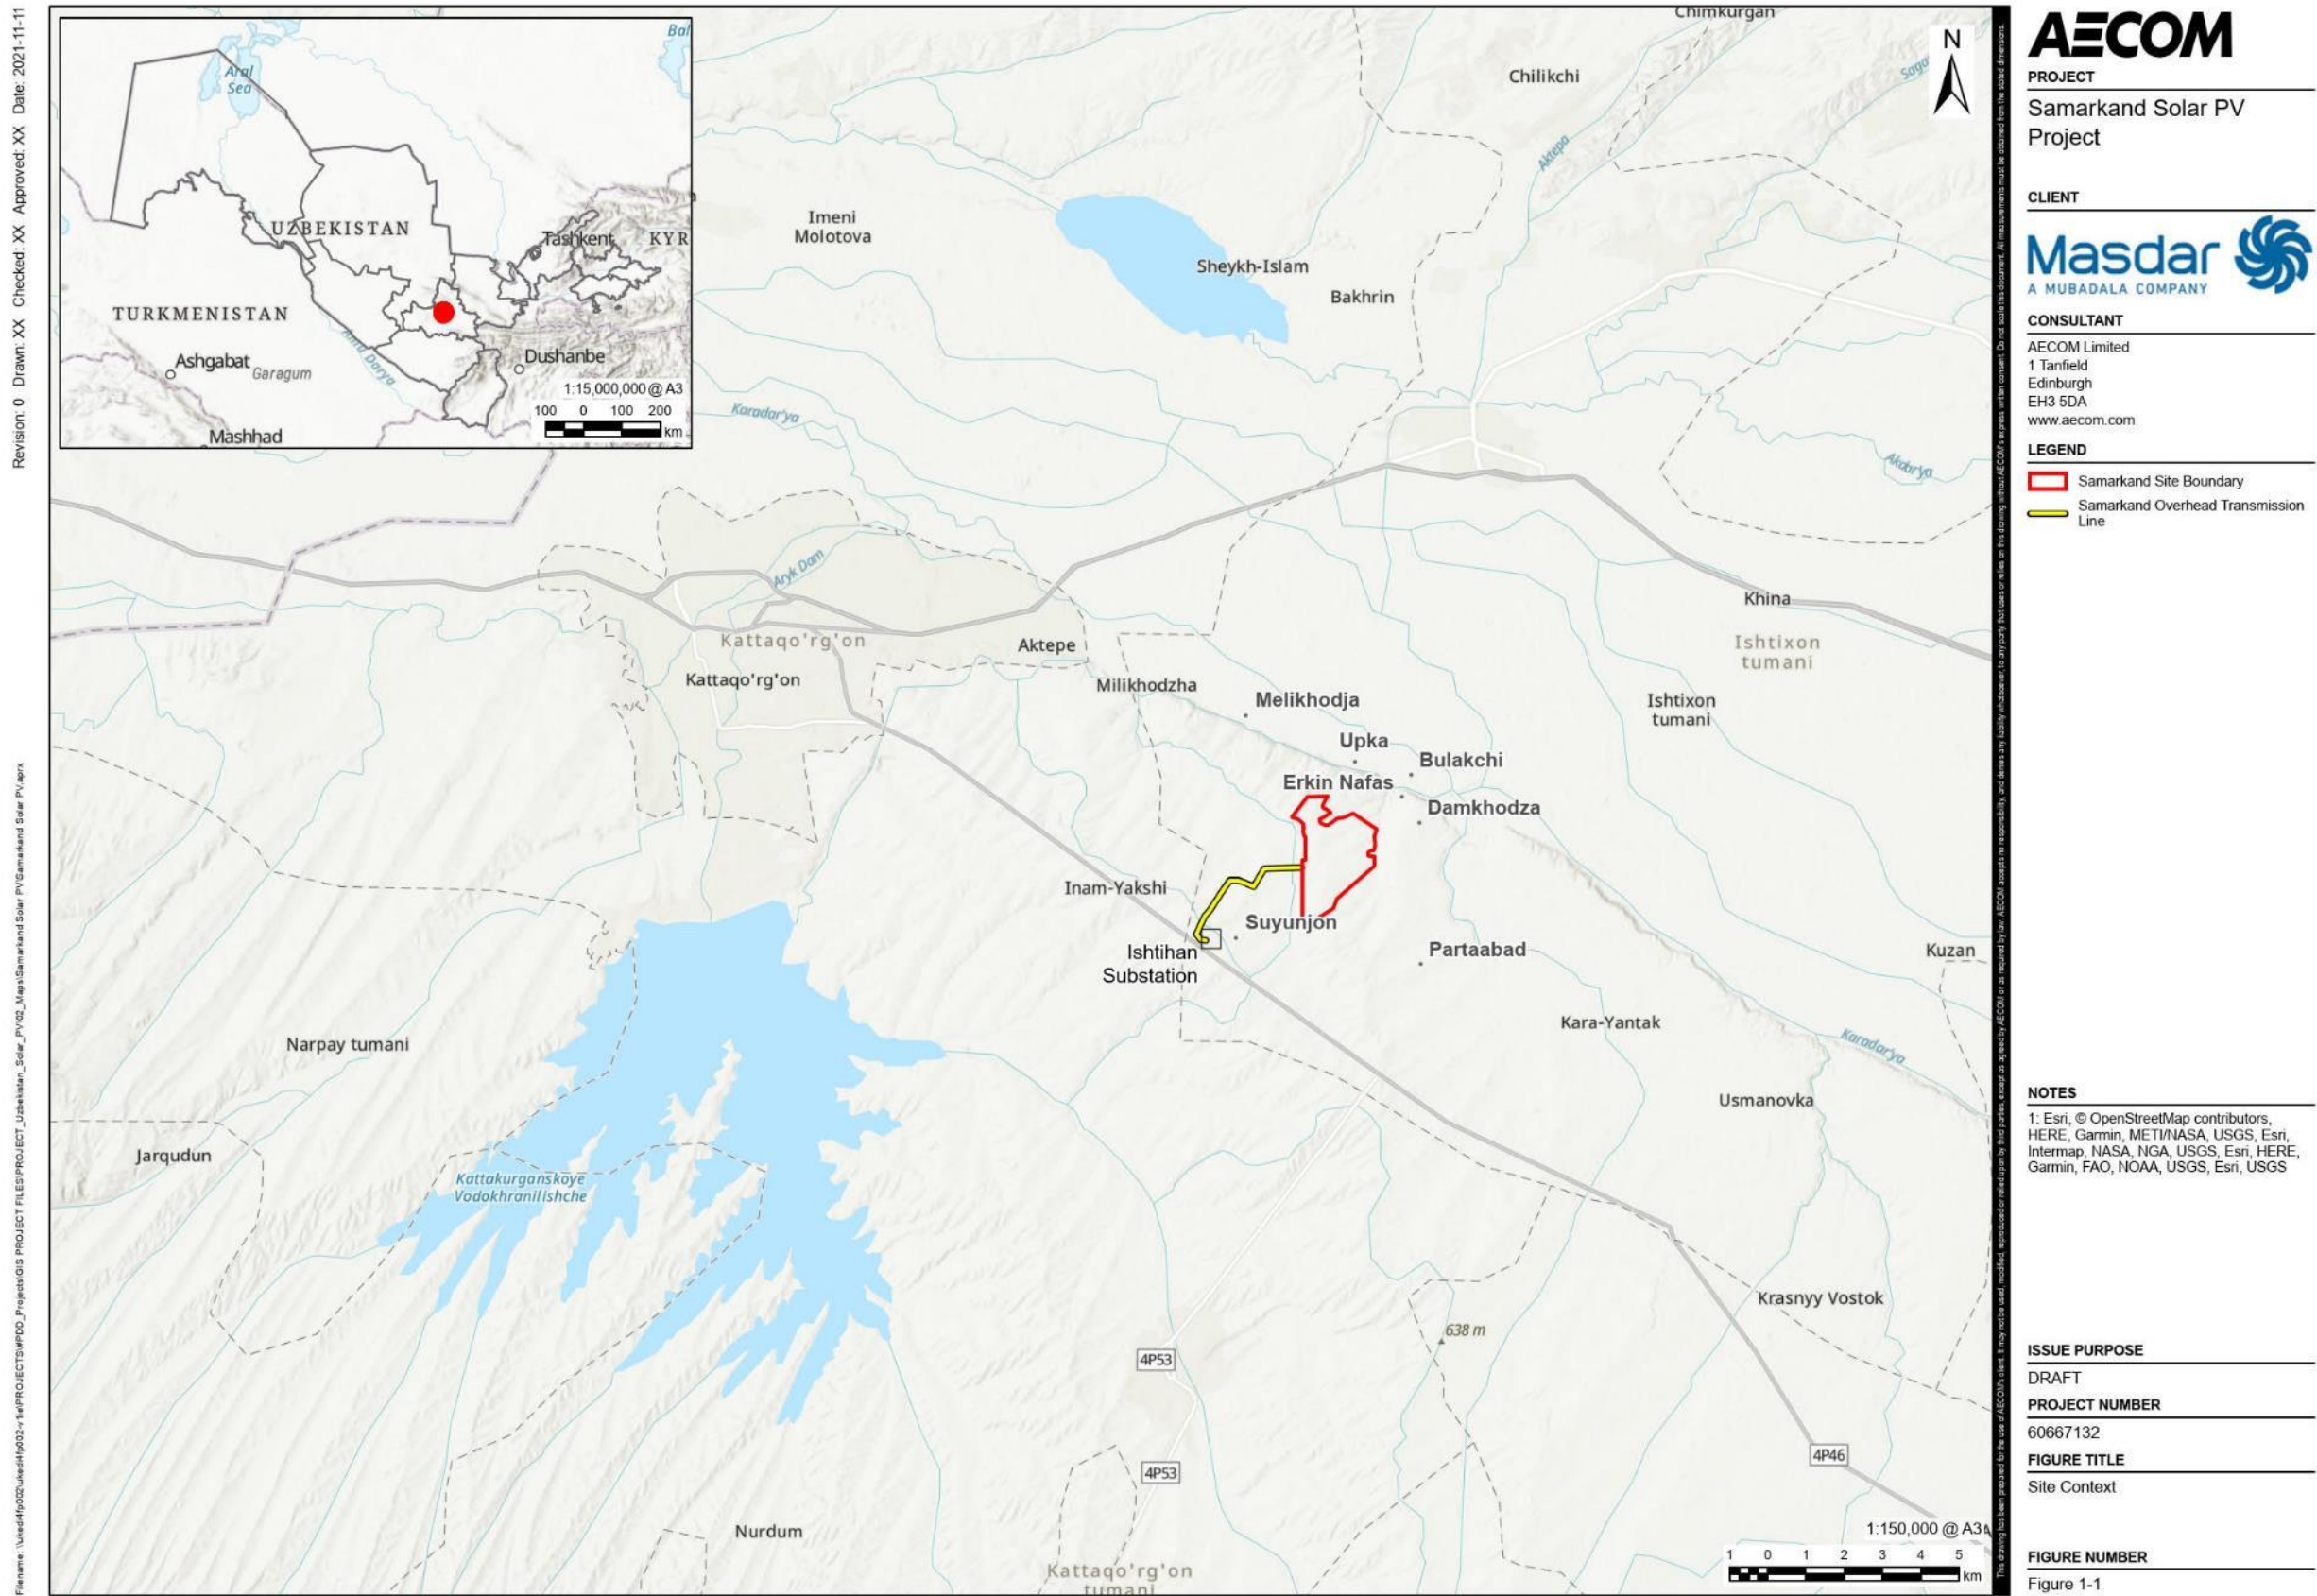 Revision: 0 Drawn: XX Checked: XX Approved: XX Date: 2021-11-11
Bal
Aral
Sea
UZBEKISTAN
Tashkent
KYR
TURKMENISTAN
Ashgabat
Garagum
Amu Darya
Dushanbe
Mashhad
1:15,000,000 @ A3
100 0 100 200
km
N
Chimkurgan
Chilikchi
Saga
Aktepa
Imeni
Molotova
Sheykh-Islam
Bakhrin
Karadar'ya
Akdar'ya
Aryk Dam
Khina
Kattaqo'rg'on
Aktepe
Ishtixon
tumani
Kattaqo'rg'on
Milikhodzha
Melikhodja
Ishtixon
tumani
Upka
Bulakchi
Erkin Nafas
Damkhodza
Inam-Yakshi
Suyunjon
Ishtihan
Substation
Partaabad
Kuzan
Kara-Yantak
Karadar'ya
Narpay tumani
Usmanovka
Jarqudun
Kattakurganskoye
Vodokhranilishche
Krasnyy Vostok
638 m
4P53
4P46
4P53
Nurdum
Kattaqo'rg'on
tumani
1:150,000 @ A3
1 0 1 2 3 4 5
km
AECOM
PROJECT
Samarkand Solar PV
Project
CLIENT
Masdar
A MUBADALA COMPANY
CONSULTANT
AECOM Limited
1 Tanfield
Edinburgh
EH3 5DA
www.aecom.com
LEGEND
Samarkand Site Boundary
Samarkand Overhead Transmission
Line
NOTES
1: Esri, © OpenStreetMap contributors,
HERE, Garmin, METI/NASA, USGS, Esri,
Intermap, NASA, NGA, USGS, Esri, HERE,
Garmin, FAO, NOAA, USGS, Esri, USGS
ISSUE PURPOSE
DRAFT
PROJECT NUMBER
60667132
FIGURE TITLE
Site Context
FIGURE NUMBER
Figure 1-1